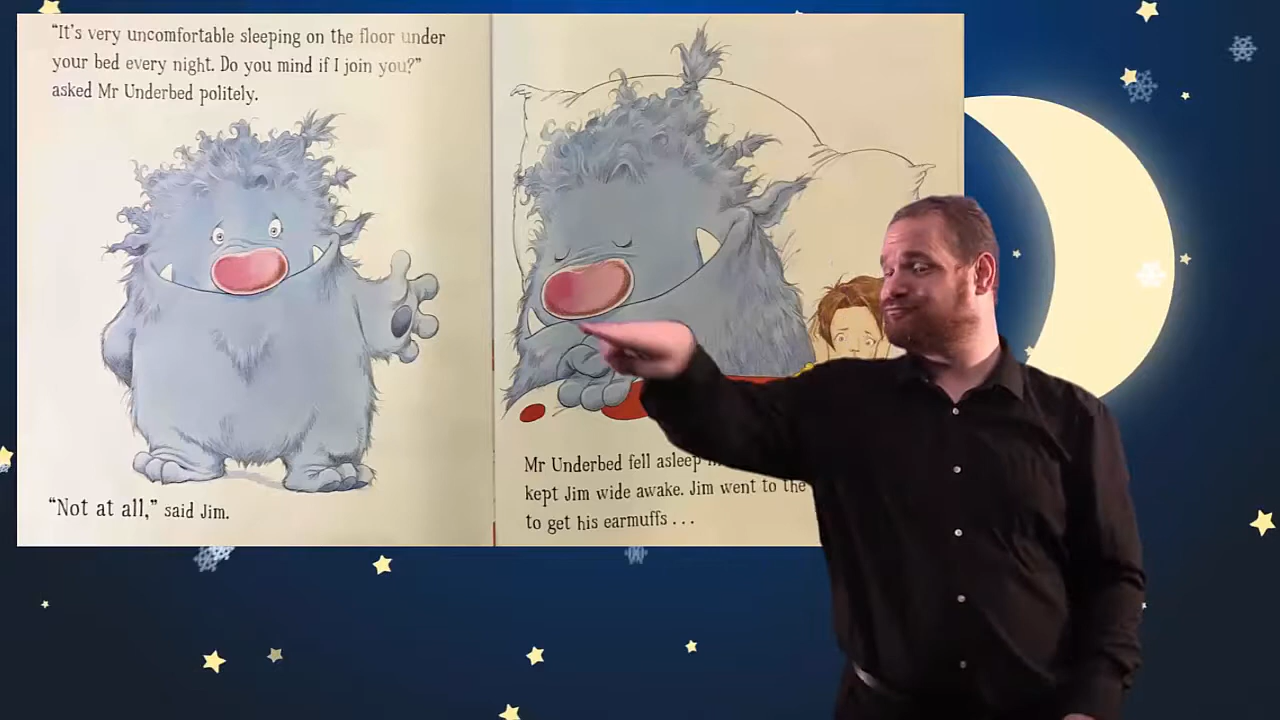 “It’s very uncomfortable sleeping on the floor under
your bed every night. Do you mind if I join you?”
asked Mr Underbed politely.
“Not at all,” said Jim.
Mr Underbed fell asleep
kept Jim wide awake. Jim went to the
to get his earmuffs . . .